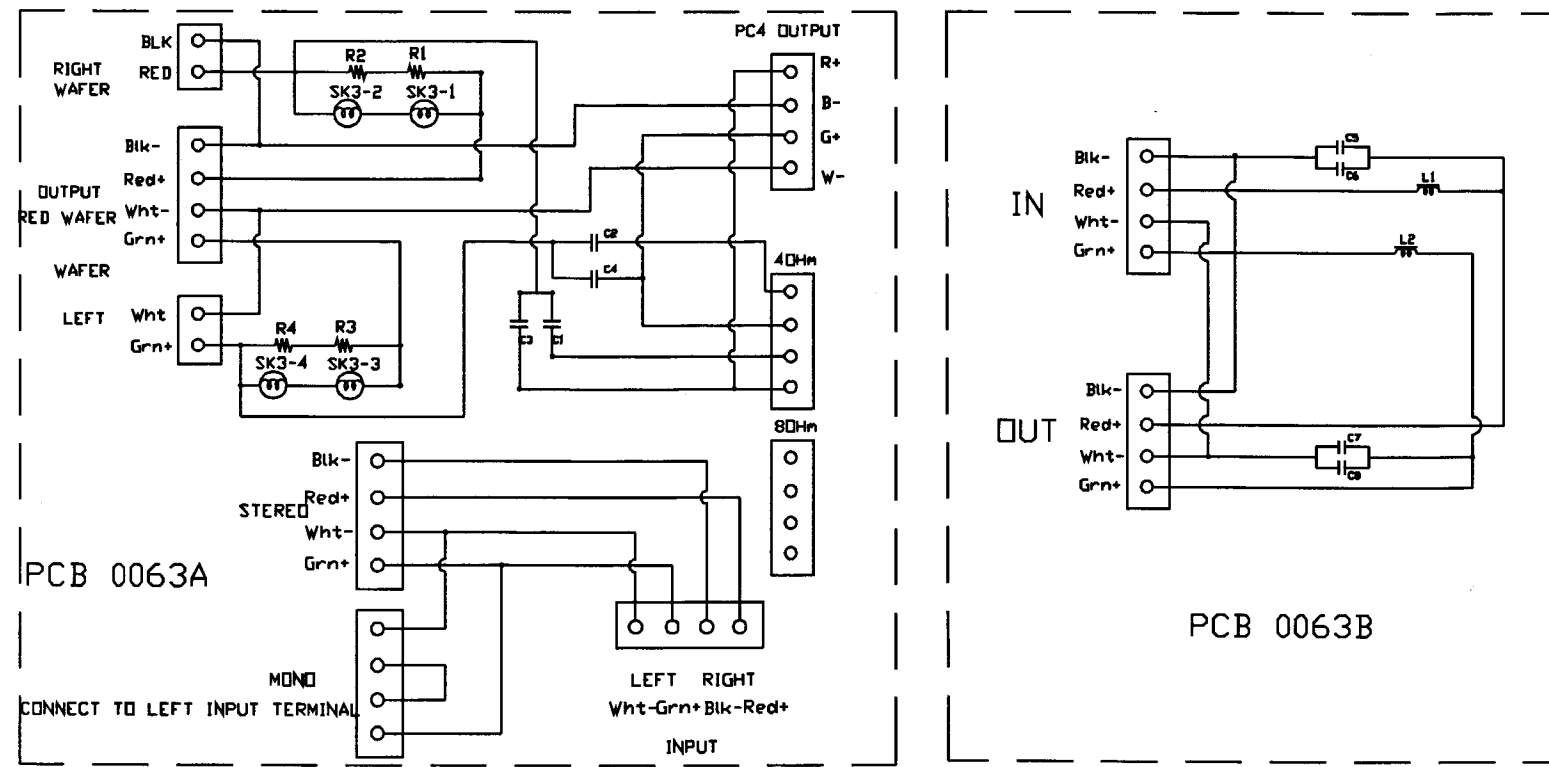 BLK
RED
RIGHT
WAFER
R2
R1
SK3-2
SK3-1
PC4 OUTPUT
R+
B-
G+
W-
Blk-
Red+
OUTPUT
RED WAFER
Wht-
Grn+
WAFER
LEFT
Wht
Grn+
R4
R3
SK3-4
SK3-3
C2
C4
C3
C1
4OHm
8OHm
Blk-
Red+
STEREO
Wht-
Grn+
PCB 0063A
MONO
CONNECT TO LEFT INPUT TERMINAL
LEFT RIGHT
Wht-Grn+Blk-Red+
INPUT
IN
Blk-
Red+
Wht-
Grn+
C5
C6
L1
L2
OUT
Blk-
Red+
Wht-
Grn+
C7
C8
PCB 0063B